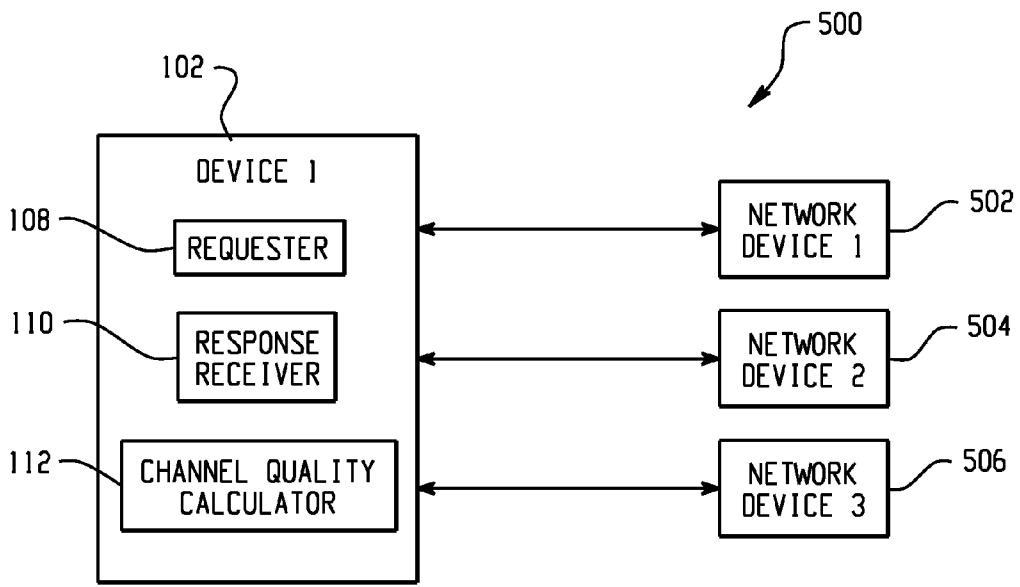 500
102
DEVICE 1
108
REQUESTER
110
RESPONSE
RECEIVER
112
CHANNEL QUALITY
CALCULATOR
NETWORK
DEVICE 1
502
NETWORK
DEVICE 2
504
NETWORK
DEVICE 3
506